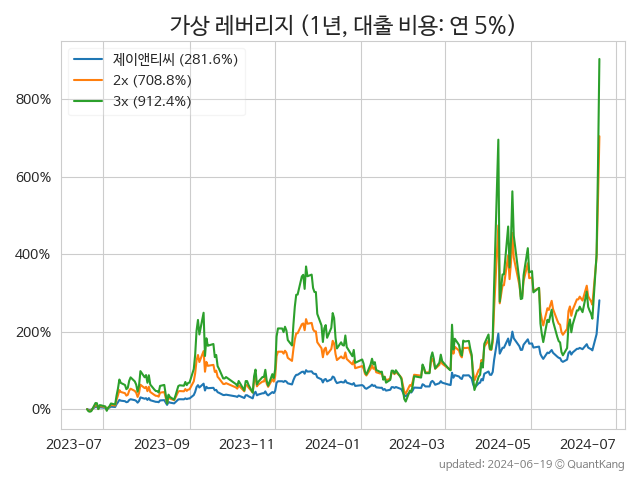 가상 레버리지 (1년, 대출 비용: 연 5%)
제이앤티씨 (281.6%)
2x (708.8%)
3x (912.4%)
800%
600%
400%
200%
0%
2023-07 2023-09 2023-11 2024-01 2024-03 2024-05 2024-07
updated: 2024-06-19 © QuantKang